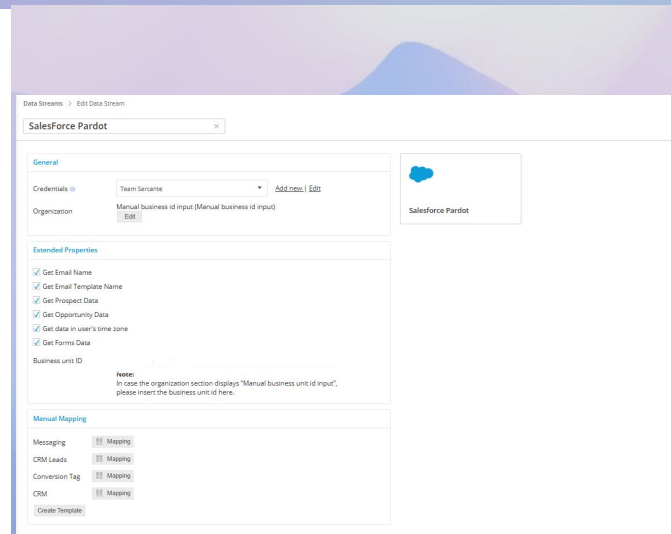 Data Streams > Edit Data Stream
SalesForce Pardot ×
General
Credentials
Team Sercante
Add new | Edit
Organization
Manual business id input (Manual business id input)
Edit
Salesforce Pardot
Extended Properties
Get Email Name
Get Email Template Name
Get Prospect Data
Get Opportunity Data
Get data in user's time zone
Get Forms Data
Business unit ID
Note:
In case the organization section displays "Manual business unit id input",
please insert the business unit id here.
Manual Mapping
Messaging Mapping
CRM Leads Mapping
Conversion Tag Mapping
CRM Mapping
Create Template